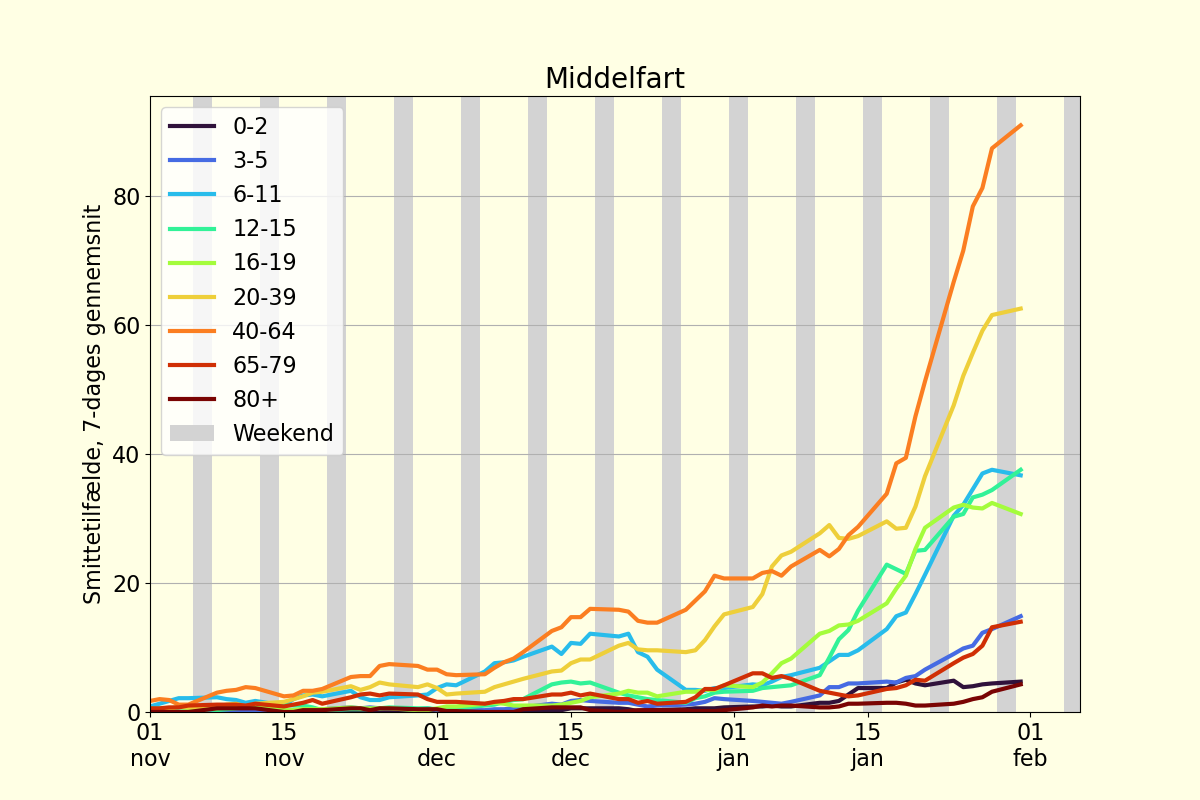 Middelfart
0-2
3-5
6-11
12-15
16-19
20-39
40-64
65-79
80+
Weekend
Smittetilfælde, 7-dages gennemsnit
80
60
40
20
0
01
nov
15
nov
01
dec
15
dec
01
jan
15
jan
01
feb